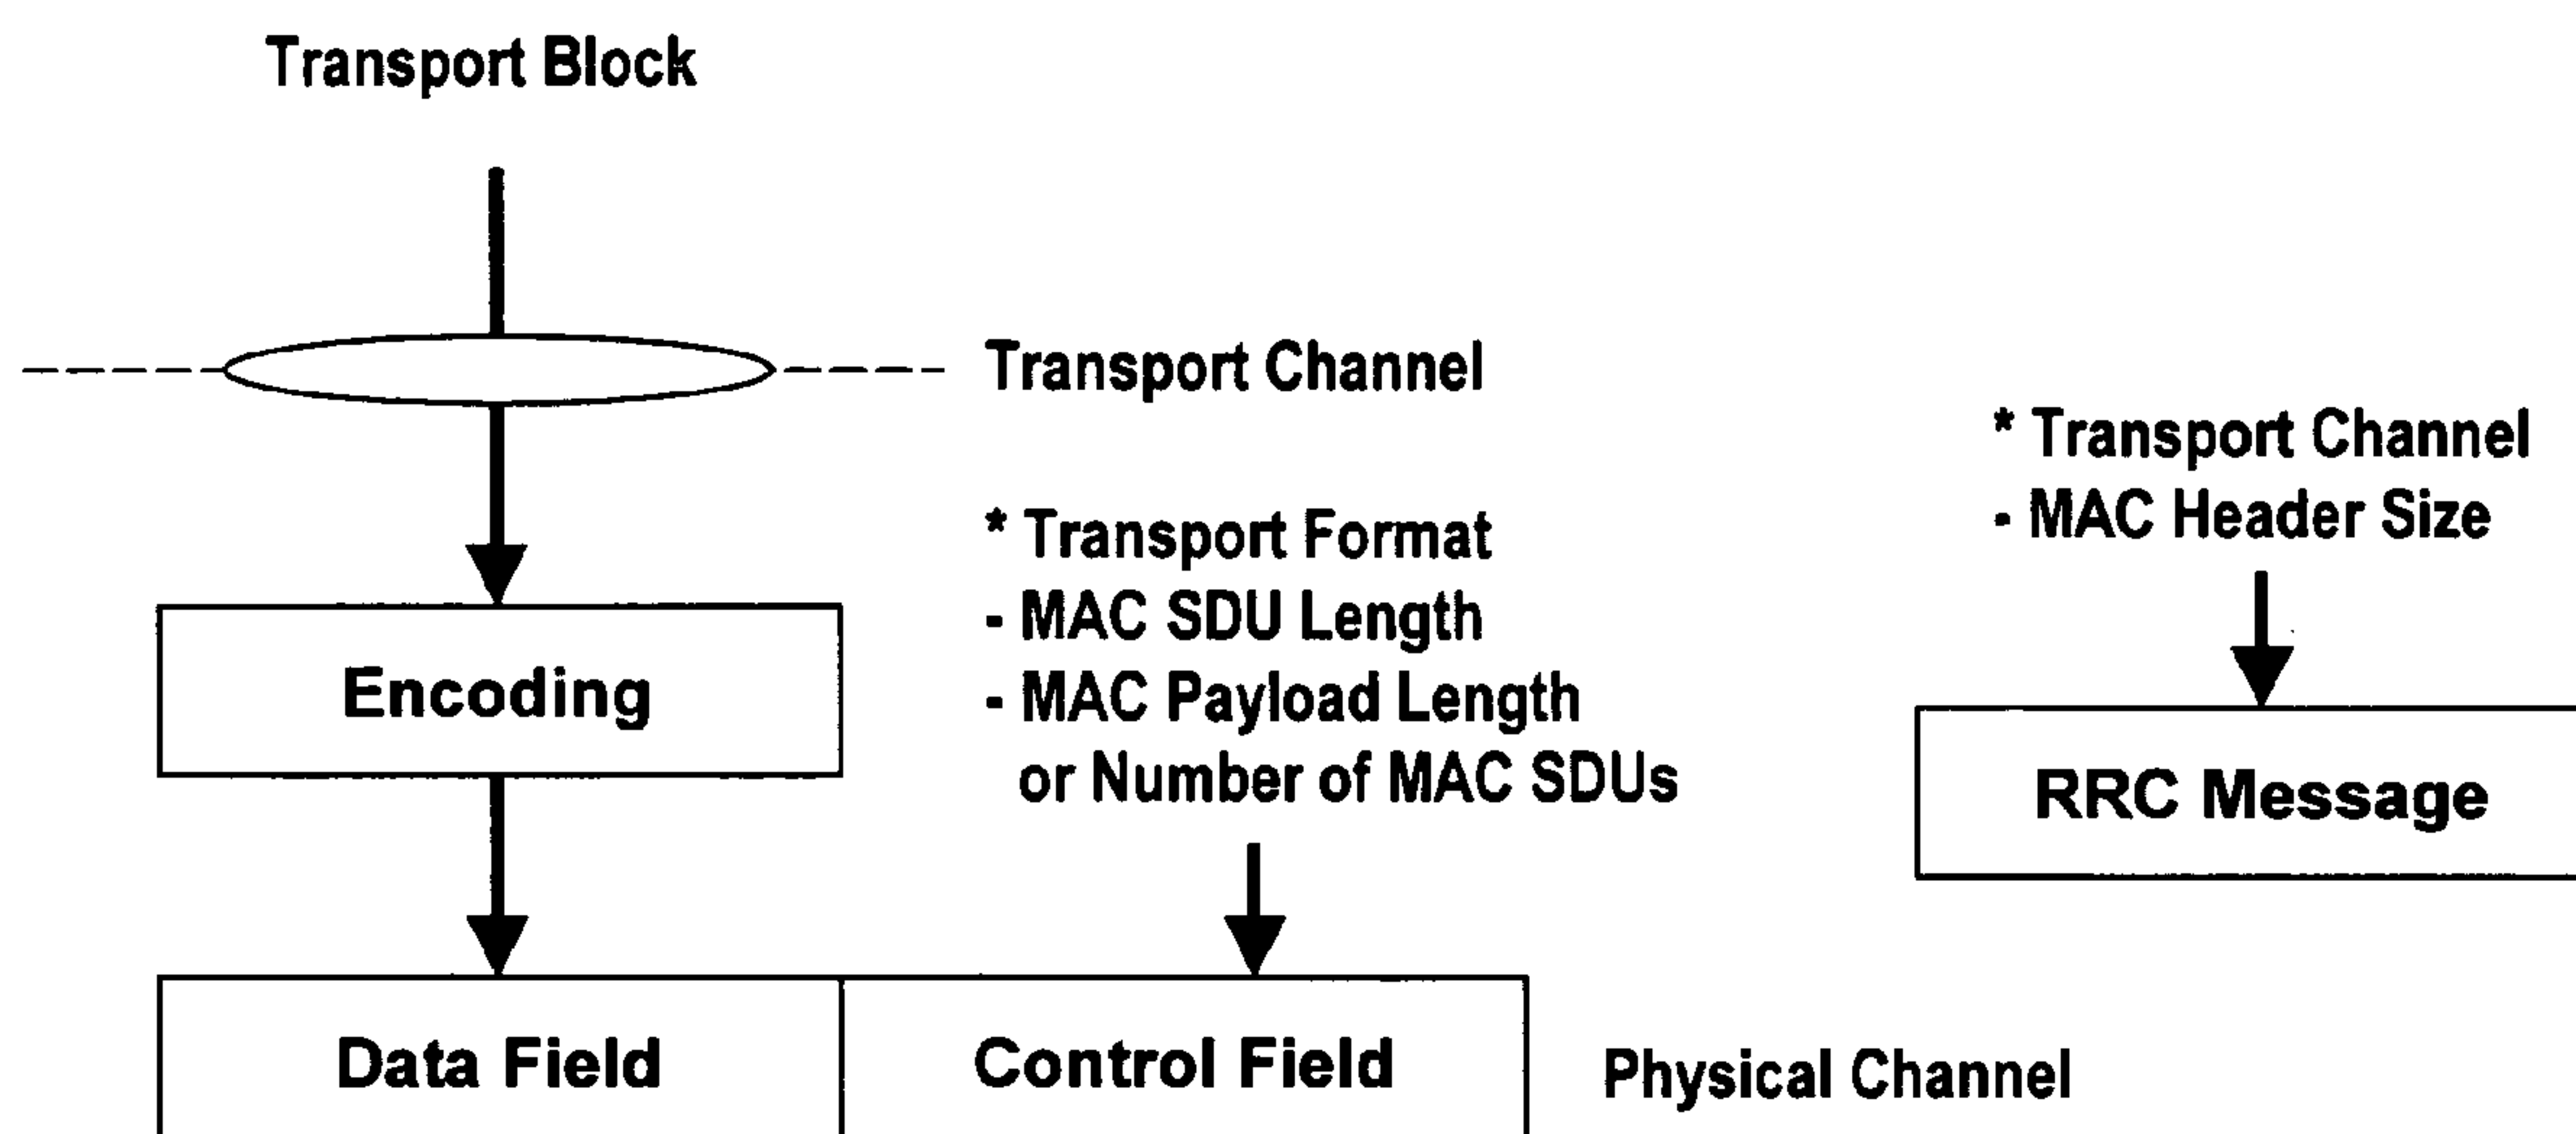 Transport Block
Transport Channel
* Transport Channel
- MAC Header Size
* Transport Format
- MAC SDU Length
- MAC Payload Length
or Number of MAC SDUs
Encoding
RRC Message
Data Field
Control Field
Physical Channel